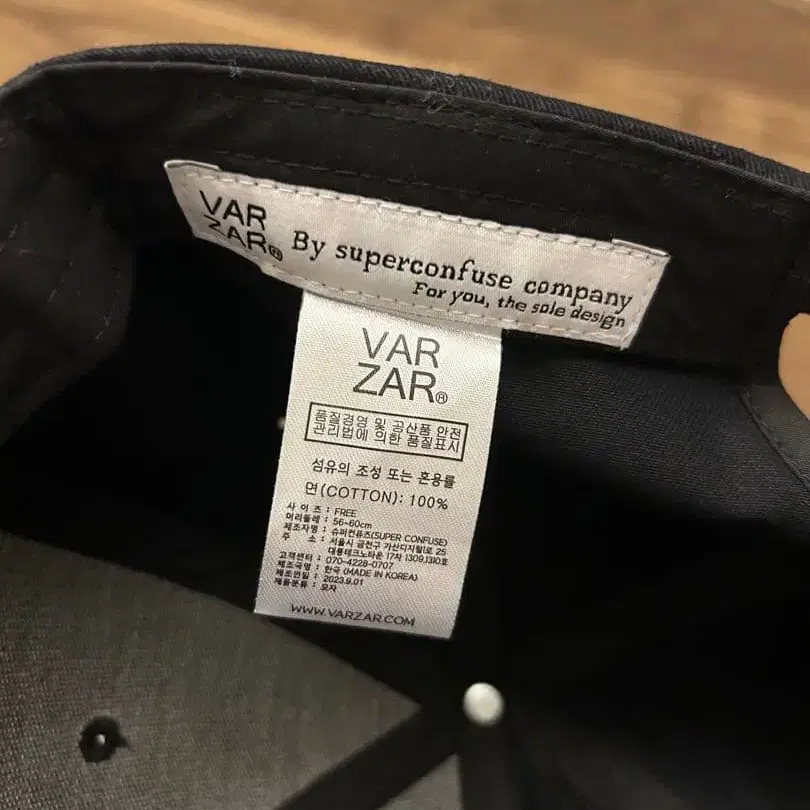 VAR
ZAR®
By superconfuse company
For you, the sole design
VAR
ZAR®
품질경영 및 공산품 안전
관리법에 의한 품질표시
섬유의 조성 또는 혼용률
면(COTTON): 100%
사 이 즈 : FREE
머리둘레 : 56~60cm
제조자명 : 슈퍼컨퓨즈(SUPER CONFUSE)
주 소 : 서울시 금천구 가산디지털1로 25
대륭테크노타운 17차 1309,1310호
고객센터 : 070-4228-0707
제조국명 : 한국 (MADE IN KOREA)
제조연월 : 2023.9.01
제품분류 : 모자
WWW.VARZAR.COM